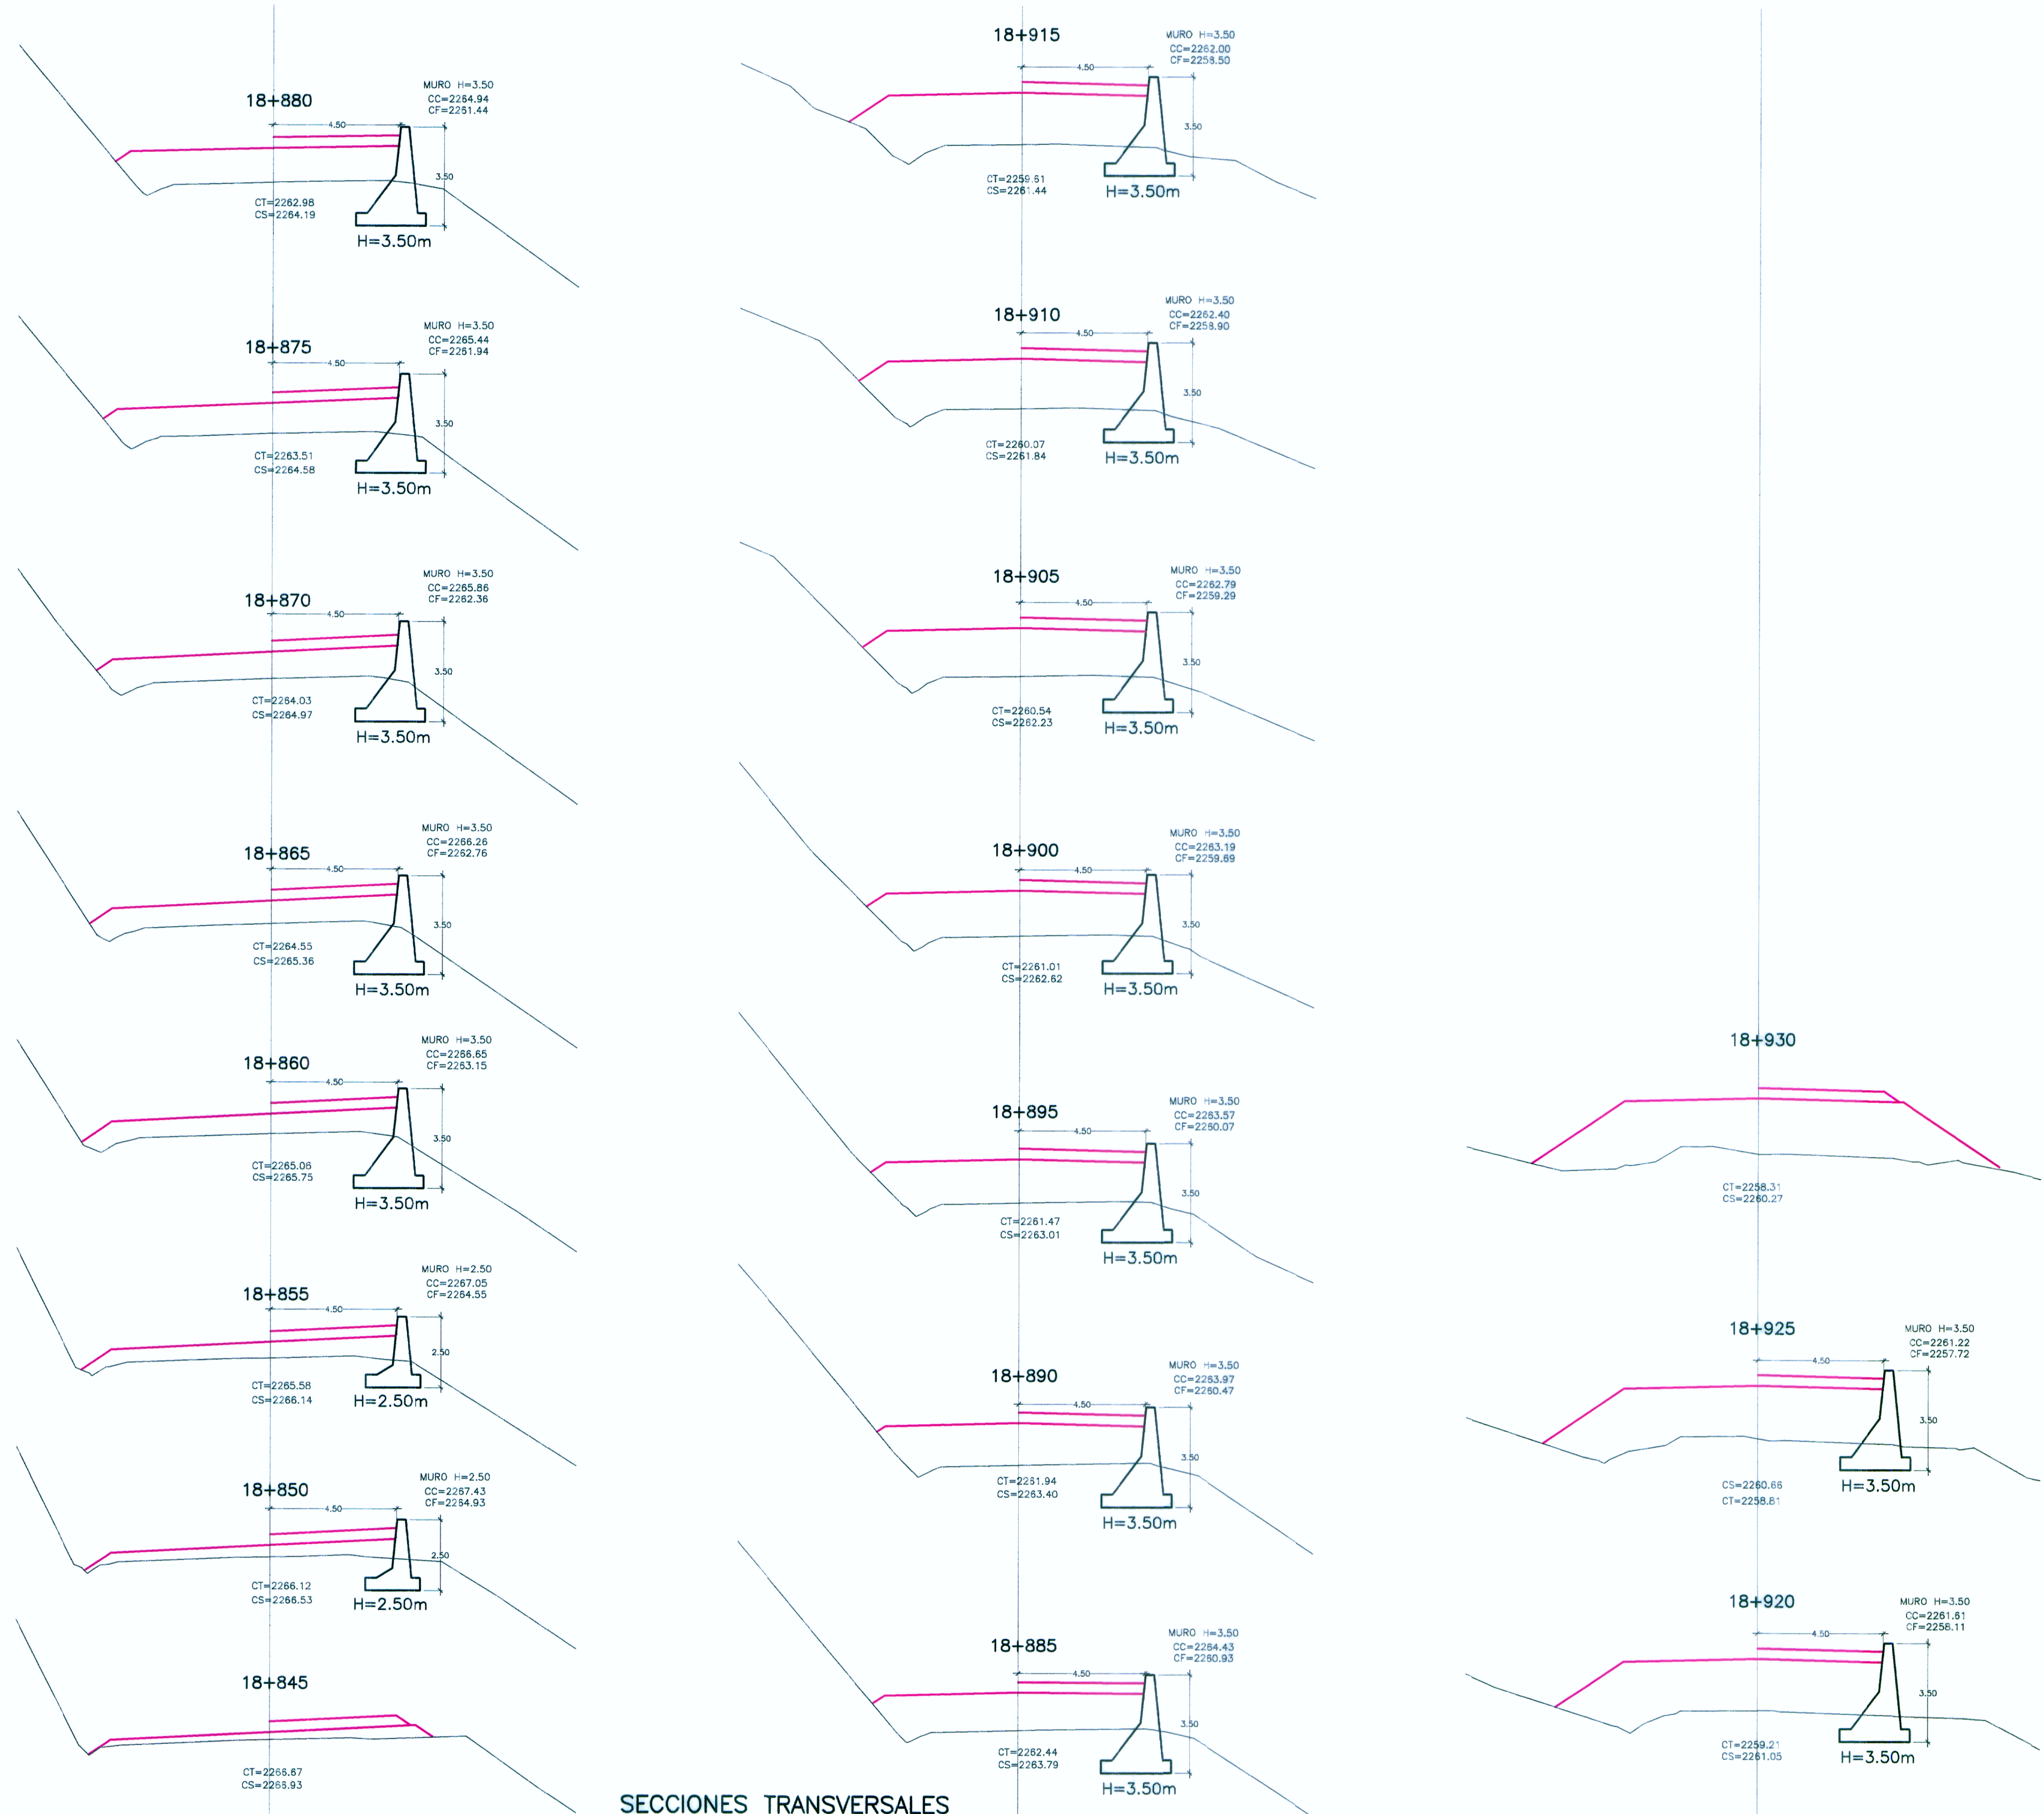 18+880
MURO H=3.50
CC=2264.94
CF=2261.44
4.50
3.50
CT=2262.98
CS=2264.19
H=3.50m
18+875
MURO H=3.50
CC=2265.44
CF=2261.94
4.50
3.50
CT=2263.51
CS=2264.58
H=3.50m
18+870
MURO H=3.50
CC=2265.86
CF=2262.36
4.50
3.50
CT=2264.03
CS=2264.97
H=3.50m
18+865
MURO H=3.50
CC=2266.26
CF=2262.76
4.50
3.50
CT=2264.55
CS=2265.36
H=3.50m
18+860
MURO H=3.50
CC=2266.65
CF=2263.15
4.50
3.50
CT=2265.06
CS=2265.75
H=3.50m
18+855
MURO H=2.50
CC=2267.05
CF=2264.55
4.50
2.50
CT=2265.58
CS=2266.14
H=2.50m
18+850
MURO H=2.50
CC=2267.43
CF=2264.93
4.50
2.50
CT=2266.12
CS=2266.53
H=2.50m
18+845
CT=2266.67
CS=2266.93
18+915
MURO H=3.50
CC=2262.00
CF=2258.50
4.50
3.50
CT=2259.61
CS=2261.44
H=3.50m
18+910
MURO H=3.50
CC=2262.40
CF=2258.90
4.50
3.50
CT=2260.07
CS=2261.84
H=3.50m
18+905
MURO H=3.50
CC=2262.79
CF=2259.29
4.50
3.50
CT=2260.54
CS=2262.23
H=3.50m
18+900
MURO H=3.50
CC=2263.19
CF=2259.69
4.50
3.50
CT=2261.01
CS=2262.62
H=3.50m
18+895
MURO H=3.50
CC=2263.57
CF=2260.07
4.50
3.50
CT=2261.47
CS=2263.01
H=3.50m
18+890
MURO H=3.50
CC=2263.97
CF=2260.47
4.50
3.50
CT=2261.94
CS=2263.40
H=3.50m
18+885
MURO H=3.50
CC=2264.43
CF=2260.93
4.50
3.50
CT=2262.44
CS=2263.79
H=3.50m
18+930
CT=2258.31
CS=2260.27
18+925
MURO H=3.50
CC=2261.22
CF=2257.72
4.50
3.50
CS=2260.66
CT=2258.81
H=3.50m
18+920
MURO H=3.50
CC=2261.61
CF=2258.11
4.50
3.50
CT=2259.21
CS=2261.05
H=3.50m
SECCIONES TRANSVERSALES